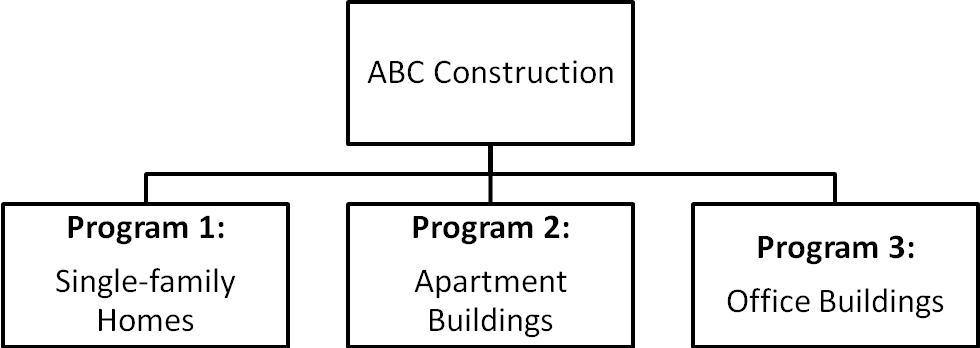 ABC Construction
Program 1:
Single-family
Homes
Program 2:
Apartment
Buildings
Program 3:
Office Buildings